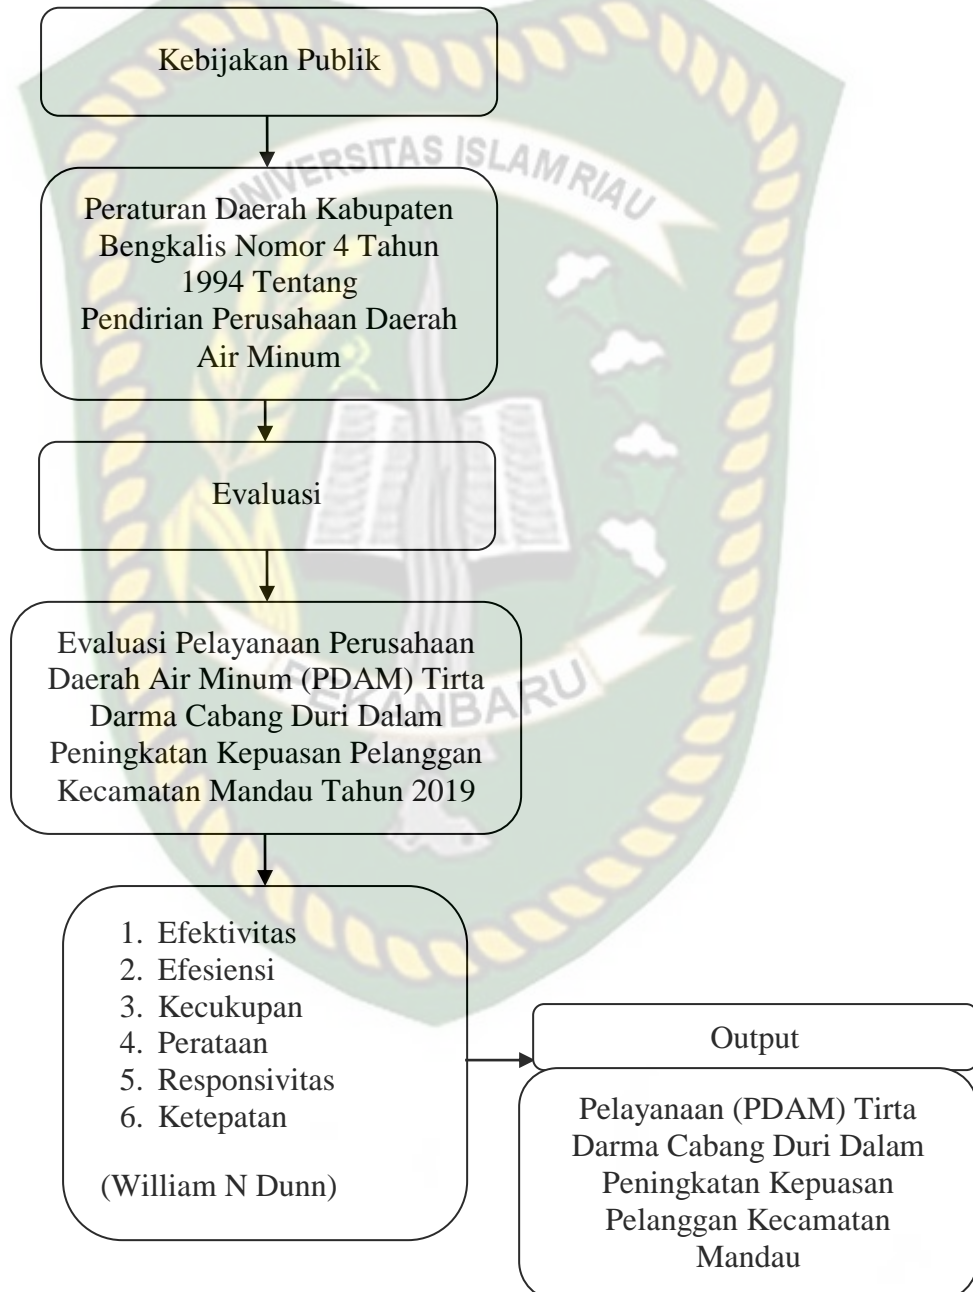 Kebijakan Publik
UNIVERSITAS ISLAM RIAU
Peraturan Daerah Kabupaten
Bengkalis Nomor 4 Tahun
1994 Tentang
Pendirian Perusahaan Daerah
Air Minum
Evaluasi
Evaluasi Pelayanaan Perusahaan
Daerah Air Minum (PDAM) Tirta
Darma Cabang Duri Dalam
Peningkatan Kepuasan Pelanggan
Kecamatan Mandau Tahun 2019
PEKANBARU
1. Efektivitas
2. Efesiensi
3. Kecukupan
4. Perataan
5. Responsivitas
6. Ketepatan
(William N Dunn)
Output
Pelayanaan (PDAM) Tirta
Darma Cabang Duri Dalam
Peningkatan Kepuasan
Pelanggan Kecamatan
Mandau